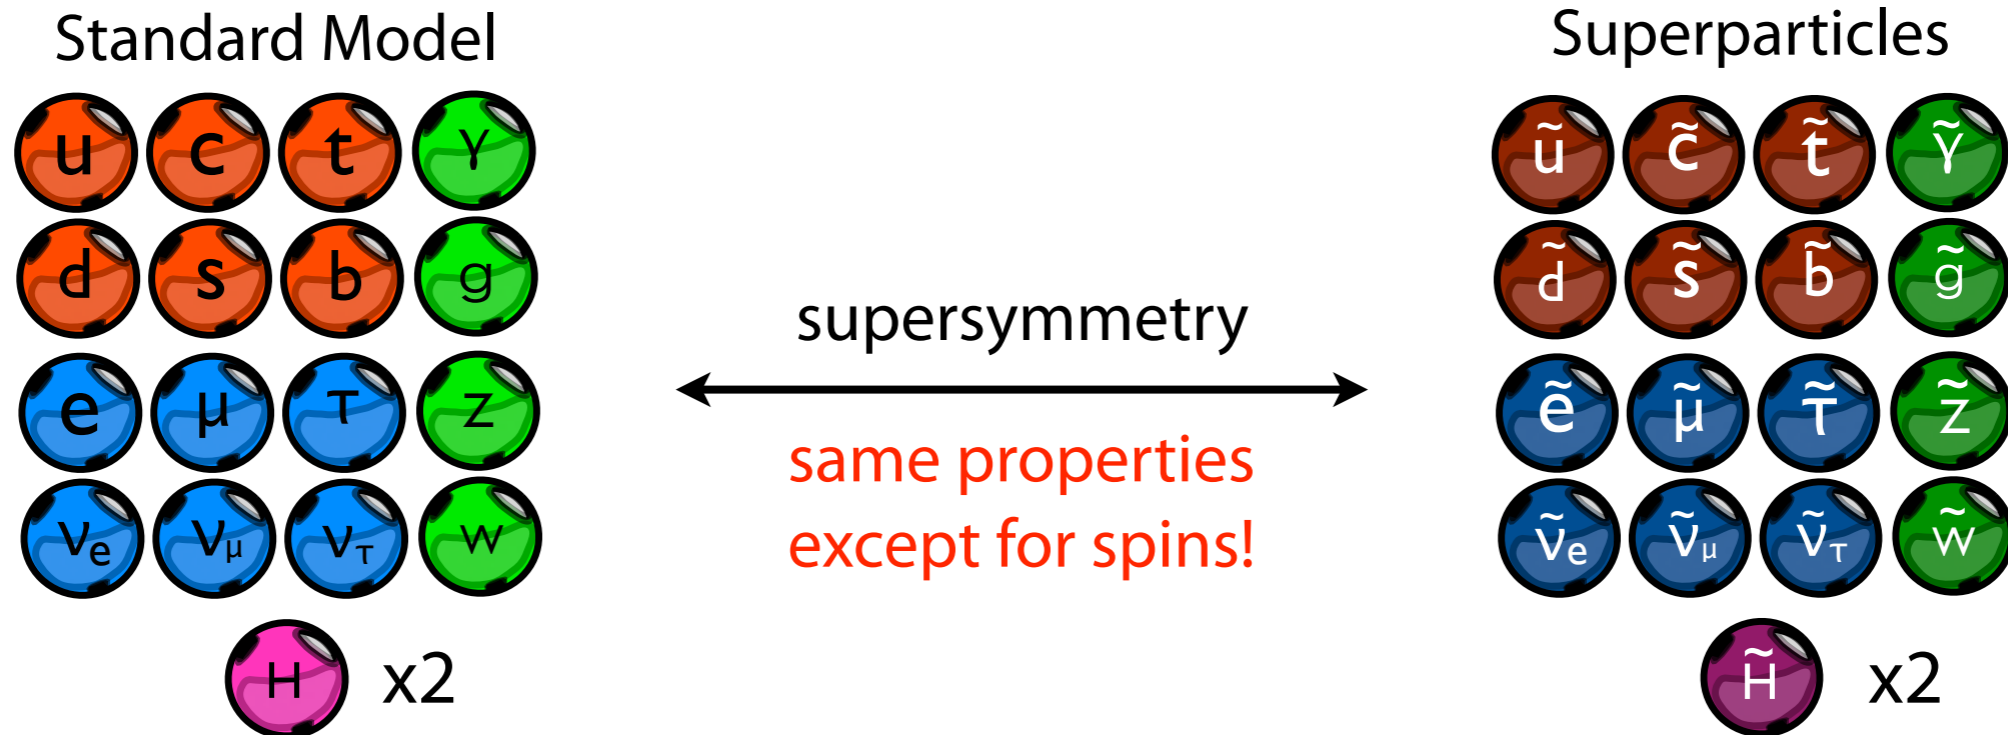 Standard Model
u c t γ
d s b g
e μ τ z
νe νμ ντ w
H x2
supersymmetry
same properties
except for spins!
Superparticles
ũ c̃ t̃ γ̃
d̃ s̃ b̃ g̃
ẽ μ̃ τ̃ z̃
ν̃e ν̃μ ν̃τ w̃
H̃ x2